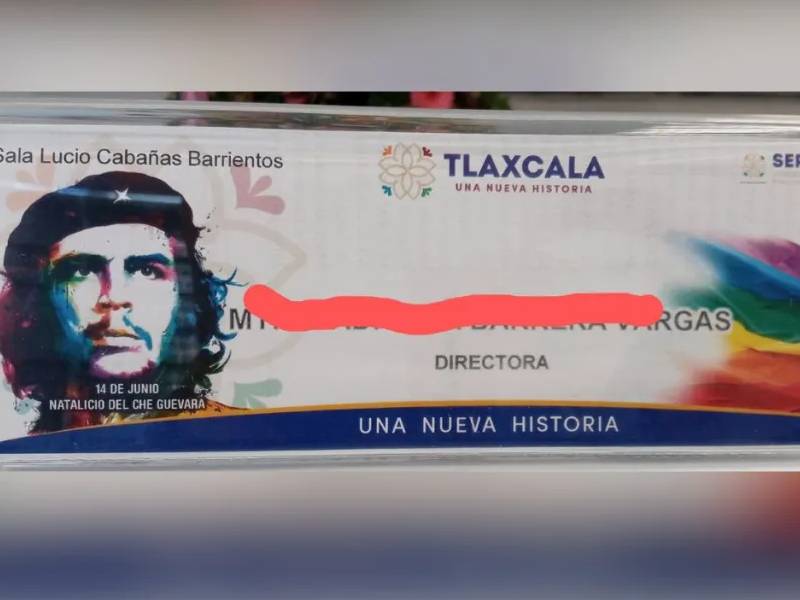 Sala Lucio Cabañas Barrientos
TLAXCALA
UNA NUEVA HISTORIA
VARGAS
DIRECTORA
14 DE JUNIO
NATALICIO DEL CHE GUEVARA
UNA NUEVA HISTORIA